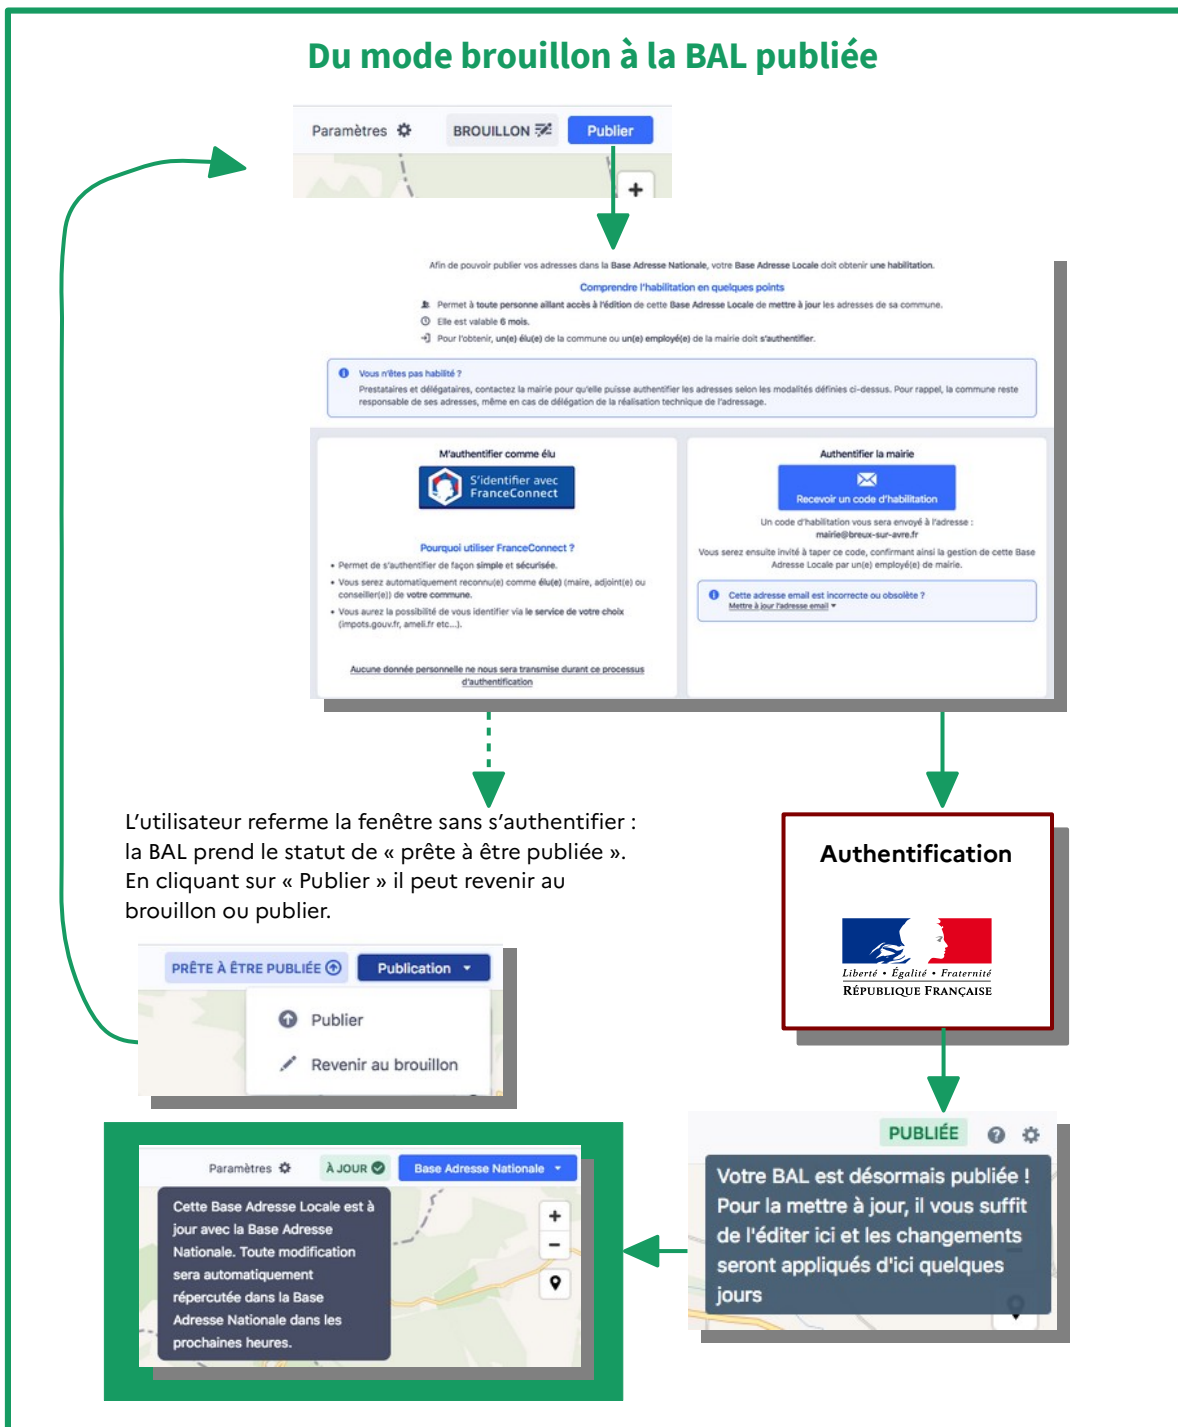 Du mode brouillon à la BAL publiée
Paramètres
BROUILLON
Publier
+
Afin de pouvoir publier vos adresses dans la Base Adresse Nationale, votre Base Adresse Locale doit obtenir une habilitation.
Comprendre l'habilitation en quelques points
Permet à toute personne aillant accès à l'édition de cette Base Adresse Locale de mettre à jour les adresses de sa commune.
Elle est valable 6 mois.
Pour l'obtenir, un(e) élu(e) de la commune ou un(e) employé(e) de la mairie doit s'authentifier.
Vous n'êtes pas habilité ?
Prestataires et délégataires, contactez la mairie pour qu'elle puisse authentifier les adresses selon les modalités définies ci-dessus. Pour rappel, la commune reste
responsable de ses adresses, même en cas de délégation de la réalisation technique de l'adressage.
M'authentifier comme élu
S'identifier avec
FranceConnect
Pourquoi utiliser FranceConnect ?
• Permet de s'authentifier de façon simple et sécurisée.
• Vous serez automatiquement reconnu(e) comme élu(e) (maire, adjoint(e) ou
conseiller(e)) de votre commune.
• Vous aurez la possibilité de vous identifier via le service de votre choix
(impots.gouv.fr, ameli.fr etc...).
Aucune donnée personnelle ne nous sera transmise durant ce processus
d'authentification
Authentifier la mairie
Recevoir un code d'habilitation
Un code d'habilitation vous sera envoyé à l'adresse :
mairie@breux-sur-avre.fr
Vous serez ensuite invité à taper ce code, confirmant ainsi la gestion de cette Base
Adresse Locale par un(e) employé(e) de mairie.
Cette adresse email est incorrecte ou obsolète ?
Mettre à jour l'adresse email
L'utilisateur referme la fenêtre sans s'authentifier :
la BAL prend le statut de « prête à être publiée ».
En cliquant sur « Publier » il peut revenir au
brouillon ou publier.
PRÊTE À ÊTRE PUBLIÉE
Publication
Publier
Revenir au brouillon
Authentification
Liberté • Égalité • Fraternité
RÉPUBLIQUE FRANÇAISE
PUBLIÉE
Votre BAL est désormais publiée !
Pour la mettre à jour, il vous suffit
de l'éditer ici et les changements
seront appliqués d'ici quelques
jours
Paramètres
À JOUR
Base Adresse Nationale
Cette Base Adresse Locale est à
jour avec la Base Adresse
Nationale. Toute modification
sera automatiquement
répercutée dans la Base
Adresse Nationale dans les
prochaines heures.
+
−